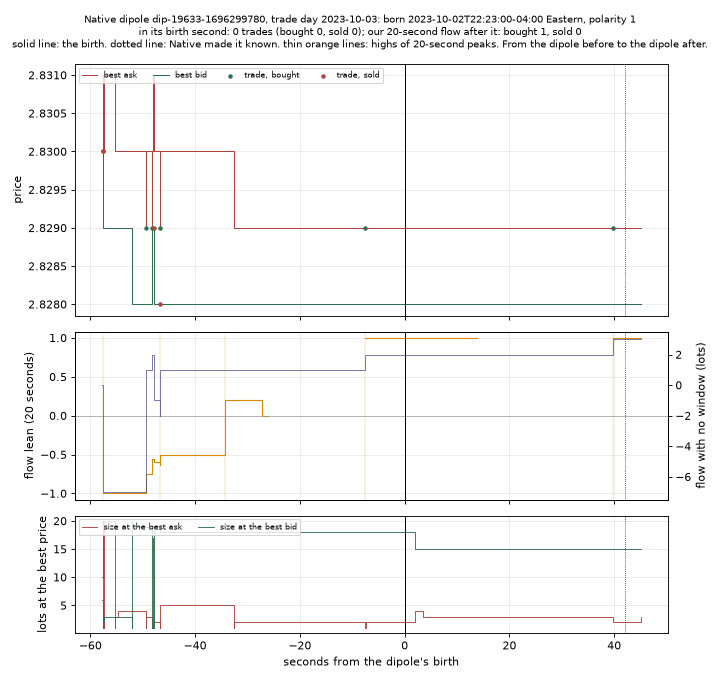 Native dipole dip-19633-1696299780, trade day 2023-10-03: born 2023-10-02T22:23:00-04:00 Eastern, polarity 1
in its birth second: 0 trades (bought 0, sold 0); our 20-second flow after it: bought 1, sold 0
solid line: the birth. dotted line: Native made it known. thin orange lines: highs of 20-second peaks. From the dipole before to the dipole after.
best ask best bid trade, bought trade, sold
2.8310
2.8305
2.8300
2.8295
2.8290
2.8285
2.8280
price
1.0
0.5
0.0
−0.5
−1.0
flow lean (20 seconds)
2
0
−2
−4
−6
flow with no window (lots)
size at the best ask size at the best bid
20
15
10
5
lots at the best price
−60 −40 −20 0 20 40
seconds from the dipole's birth